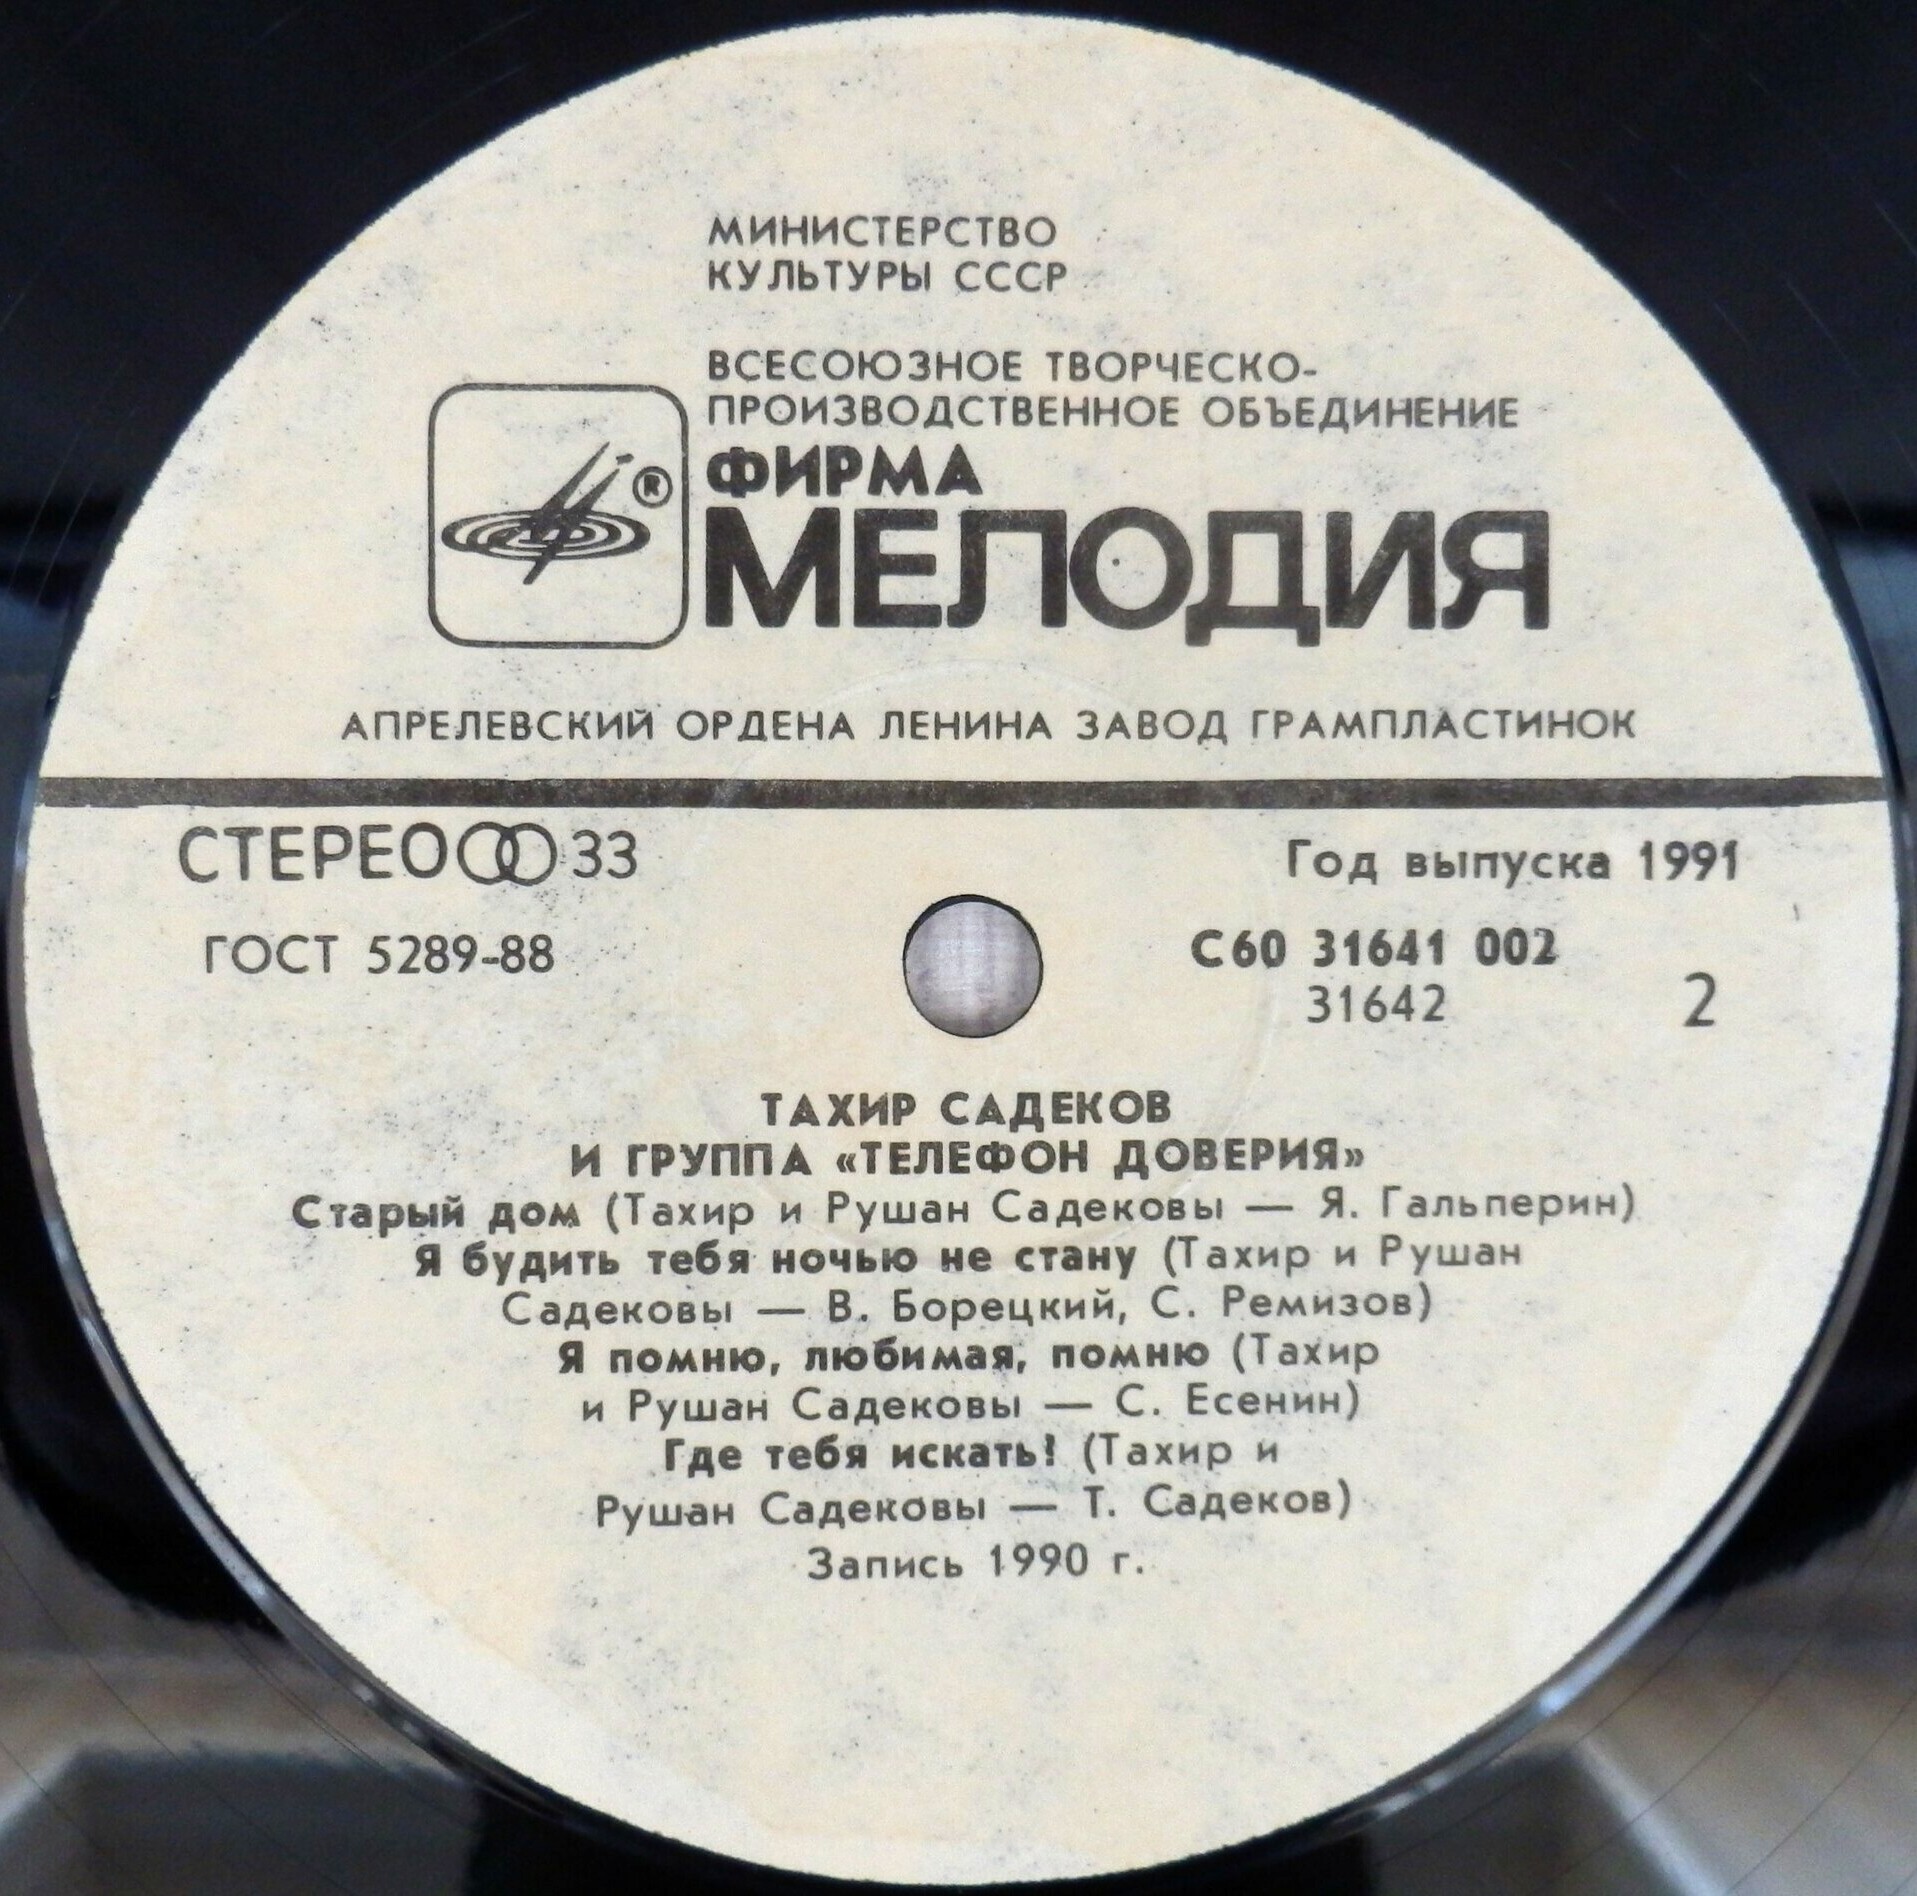 МИНИСТЕРСТВО
КУЛЬТУРЫ СССР
ВСЕСОЮЗНОЕ ТВОРЧЕСКО-
ПРОИЗВОДСТВЕННОЕ ОБЪЕДИНЕНИЕ
ФИРМА
®
МЕЛОДИЯ
АПРЕЛЕВСКИЙ ОРДЕНА ЛЕНИНА ЗАВОД ГРАМПЛАСТИНОК
СТЕРЕО 33
Год выпуска 1991
ГОСТ 5289-88
С60 31641 002
31642
2
ТАХИР САДЕКОВ
И ГРУППА «ТЕЛЕФОН ДОВЕРИЯ»
Старый дом (Тахир и Рушан Садековы — Я. Гальперин)
Я будить тебя ночью не стану (Тахир и Рушан
Садековы — В. Борецкий, С. Ремизов)
Я помню, любимая, помню (Тахир
и Рушан Садековы — С. Есенин)
Где тебя искать! (Тахир и
Рушан Садековы — Т. Садеков)
Запись 1990 г.